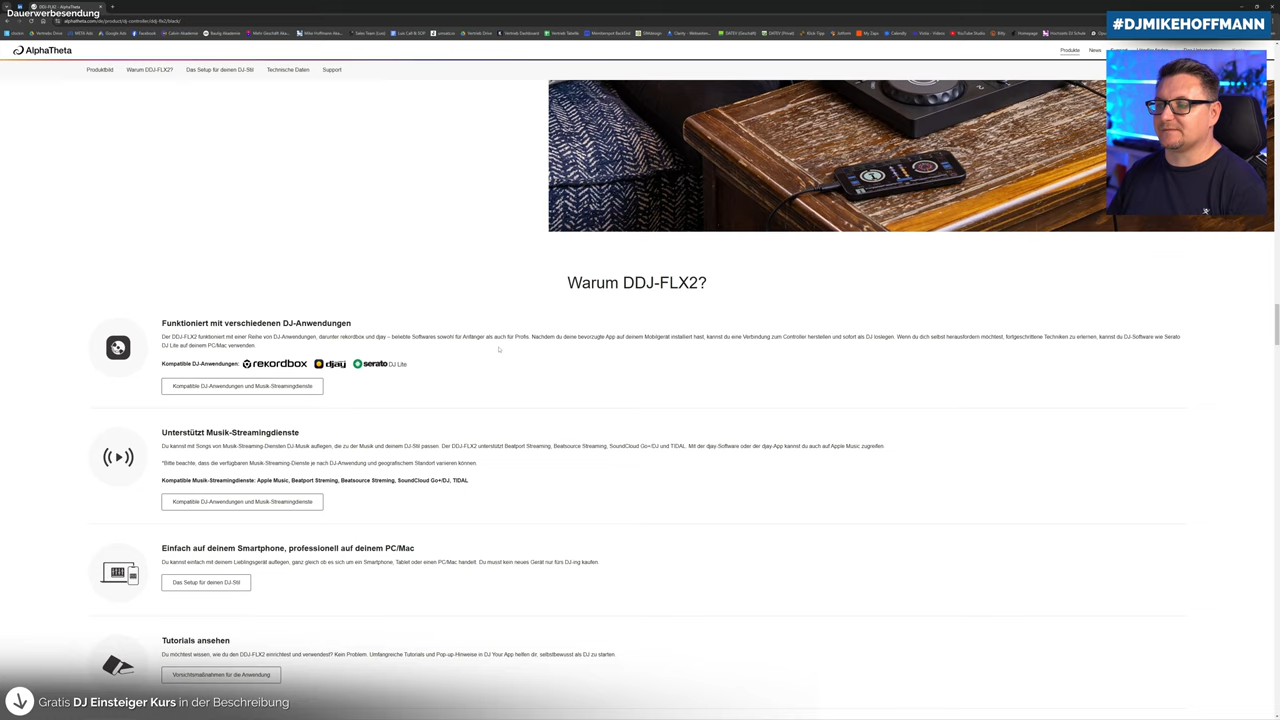 Dauerwerbesendung
DDJ-FLX2 - AlphaTheta
alphatheta.com/de/product/dj-controller/ddj-flx2/black/
#DJMIKEHOFFMANN
AlphaTheta
Produkte
News
Produktbild
Warum DDJ-FLX2?
Das Setup für deinen DJ-Stil
Technische Daten
Support
Warum DDJ-FLX2?
Funktioniert mit verschiedenen DJ-Anwendungen
Der DDJ-FLX2 funktioniert mit einer Reihe von DJ-Anwendungen, darunter rekordbox und djay – beliebte Softwares sowohl für Anfänger als auch für Profis. Nachdem du deine bevorzugte App auf deinem Mobilgerät installiert hast, kannst du eine Verbindung zum Controller herstellen und sofort als DJ loslegen. Wenn du dich selbst herausfordern möchtest, fortgeschrittene Techniken zu erlernen, kannst du DJ-Software wie Serato
DJ Lite auf deinem PC/Mac verwenden.
Kompatible DJ-Anwendungen: rekordbox djay serato DJ Lite
Kompatible DJ-Anwendungen und Musik-Streamingdienste
Unterstützt Musik-Streamingdienste
Du kannst mit Songs von Musik-Streaming-Diensten DJ-Musik auflegen, die zu der Musik und deinem DJ-Stil passen. Der DDJ-FLX2 unterstützt Beatport Streaming, Beatsource Streaming, SoundCloud Go+/DJ und TIDAL. Mit der djay-Software oder der djay-App kannst du auch auf Apple Music zugreifen.
*Bitte beachte, dass die verfügbaren Musik-Streaming-Dienste je nach DJ-Anwendung und geografischem Standort varieren können.
Kompatible Musik-Streamingdienste: Apple Music, Beatport Streming, Beatsource Streming, SoundCloud Go+/DJ, TIDAL
Kompatible DJ-Anwendungen und Musik-Streamingdienste
Einfach auf deinem Smartphone, professionell auf deinem PC/Mac
Du kannst einfach mit deinem Lieblingsgerät auflegen, ganz gleich ob es sich um ein Smartphone, Tablet oder einen PC/Mac handelt. Du musst kein neues Gerät nur fürs DJ-ing kaufen.
Das Setup für deinen DJ-Stil
Tutorials ansehen
Du möchtest wissen, wie du den DDJ-FLX2 einrichtest und verwendest? Kein Problem. Umfangreiche Tutorials und Pop-up-Hinweise in DJ Your App helfen dir, selbstbewusst als DJ zu starten.
Vorsichtsmaßnahmen für die Anwendung
Gratis DJ Einsteiger Kurs in der Beschreibung